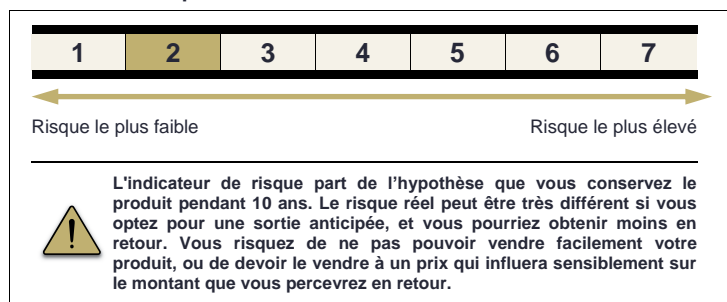 1 2 3 4 5 6 7
Risque le plus faible Risque le plus élevé
L'indicateur de risque part de l’hypothèse que vous conservez le
produit pendant 10 ans. Le risque réel peut être très différent si vous
optez pour une sortie anticipée, et vous pourriez obtenir moins en
retour. Vous risquez de ne pas pouvoir vendre facilement votre
produit, ou de devoir le vendre à un prix qui influera sensiblement sur
le montant que vous percevrez en retour.